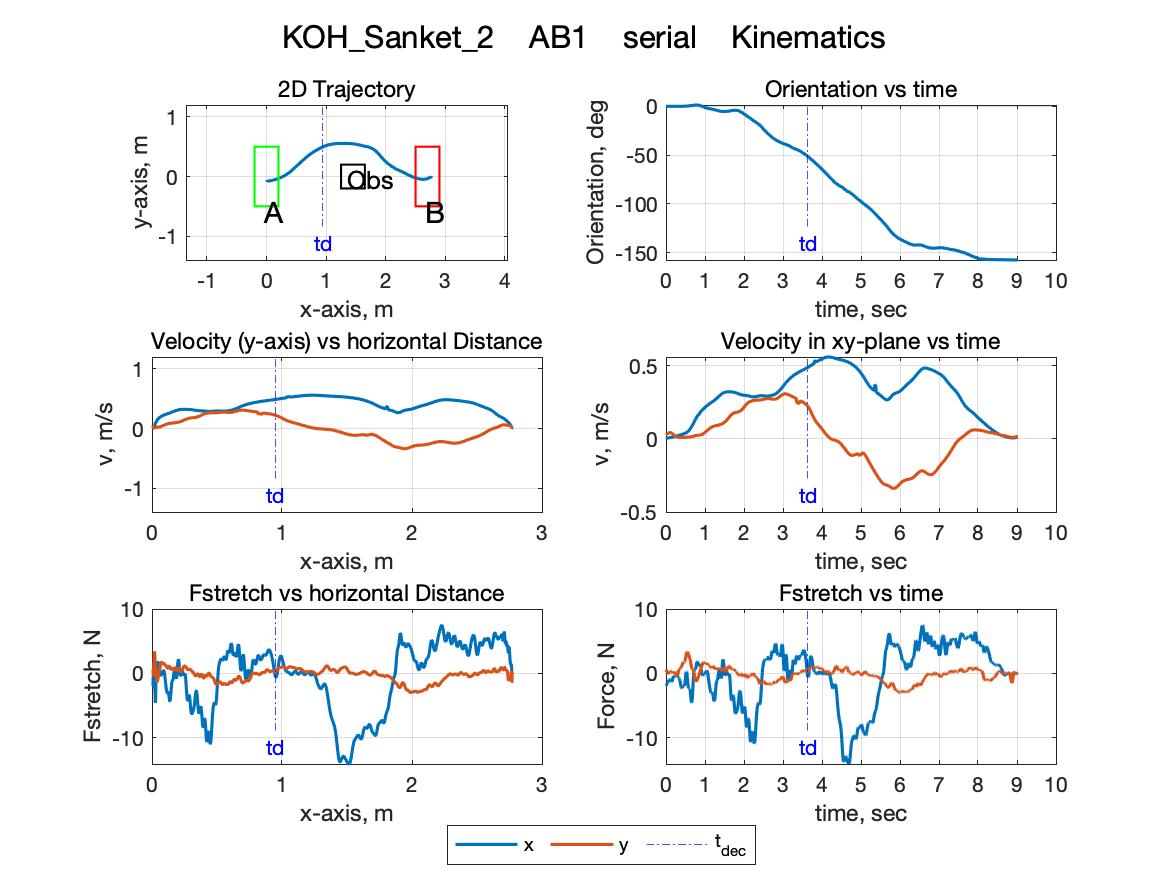 KOH_Sanket_2 AB1 serial Kinematics
2D Trajectory
y-axis, m
1
0
-1
Obs
A
B
td
-1 0 1 2 3 4
x-axis, m
Orientation vs time
Orientation, deg
0
-50
-100
-150
td
0 1 2 3 4 5 6 7 8 9 10
time, sec
Velocity (y-axis) vs horizontal Distance
v, m/s
1
0
-1
td
0 1 2 3
x-axis, m
Velocity in xy-plane vs time
v, m/s
0.5
0
-0.5
td
0 1 2 3 4 5 6 7 8 9 10
time, sec
Fstretch vs horizontal Distance
Fstretch, N
10
0
-10
td
0 1 2 3
x-axis, m
Fstretch vs time
Force, N
10
0
-10
td
0 1 2 3 4 5 6 7 8 9 10
time, sec
x y t_dec